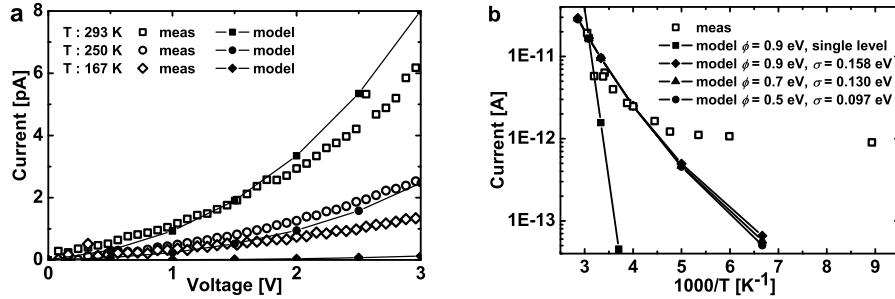 a
8
6
4
2
0
Current [pA]
T : 293 K meas model
T : 250 K meas model
T : 167 K meas model
0 1 2 3
Voltage [V]
b
1E-11
1E-12
1E-13
Current [A]
meas
model ϕ = 0.9 eV, single level
model ϕ = 0.9 eV, σ = 0.158 eV
model ϕ = 0.7 eV, σ = 0.130 eV
model ϕ = 0.5 eV, σ = 0.097 eV
3 4 5 6 7 8 9
1000/T [K-1]